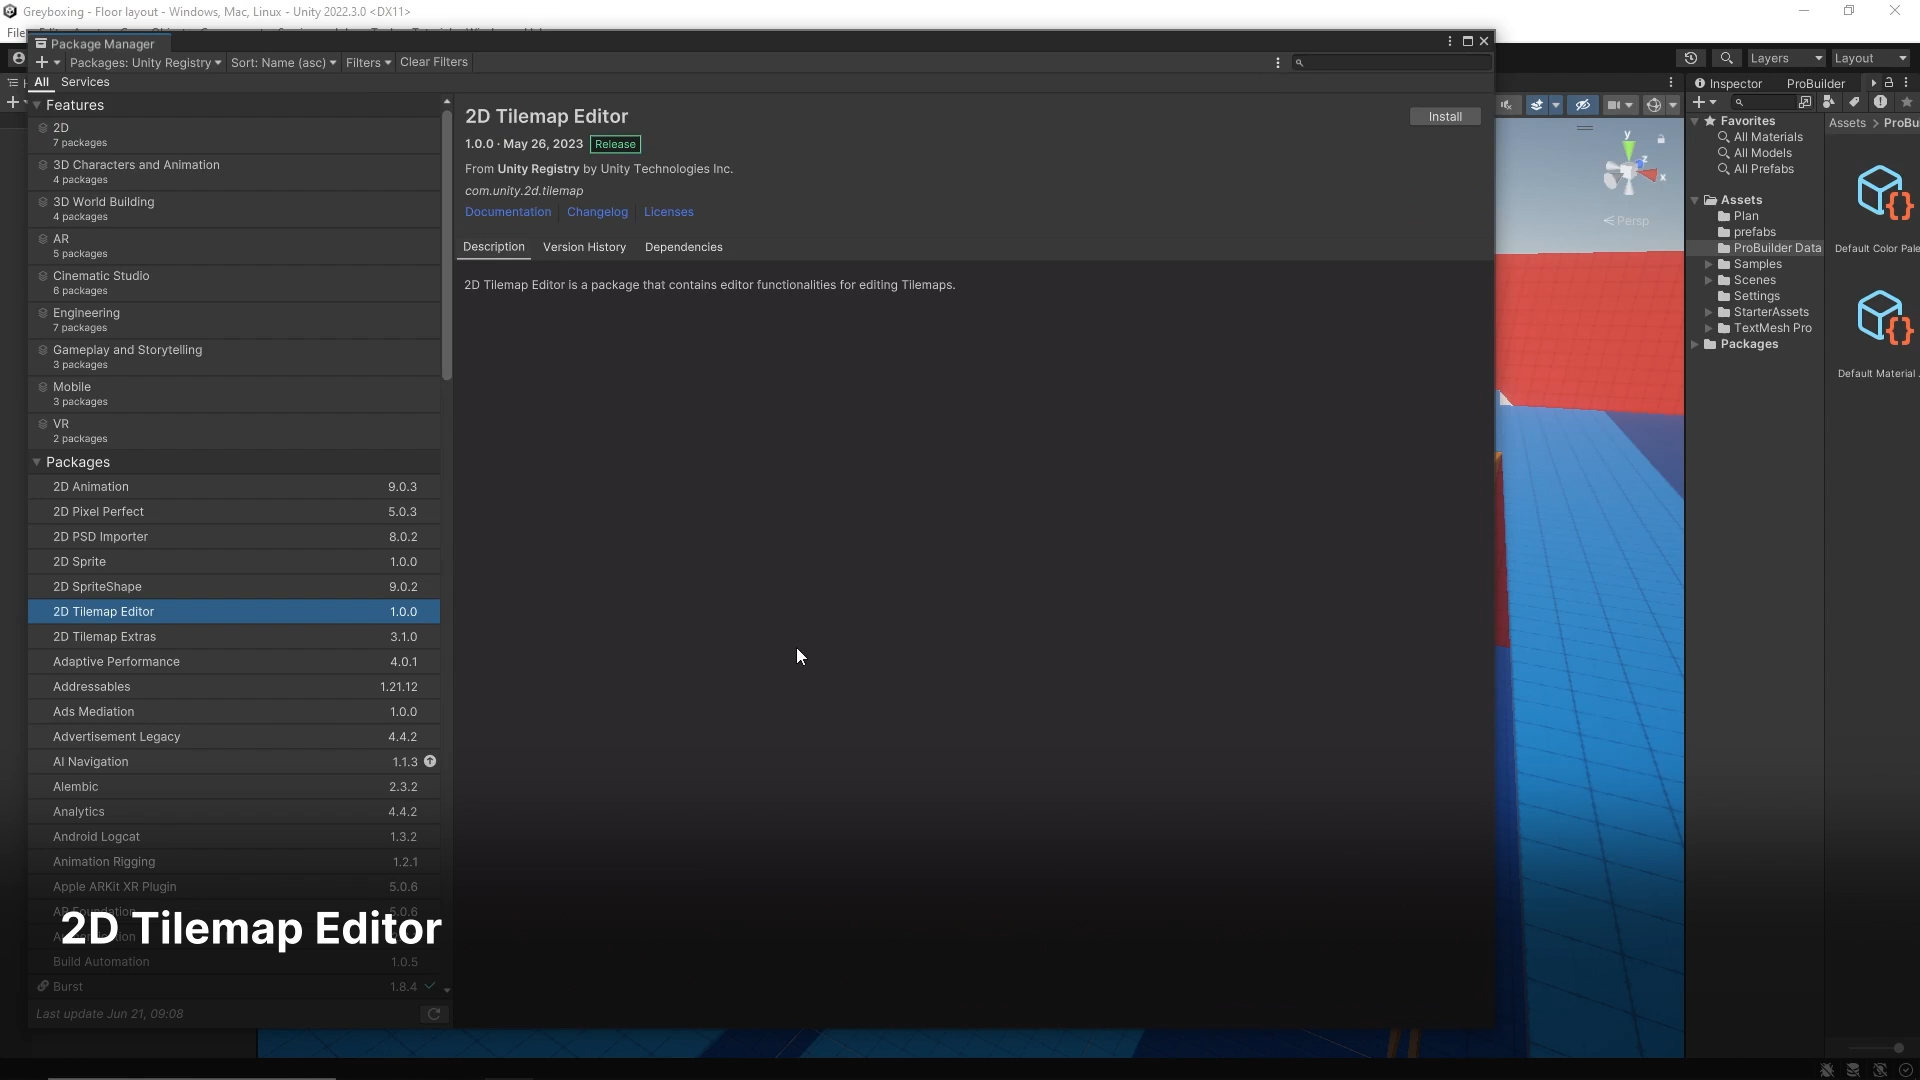 Greyboxing - Floor layout - Windows, Mac, Linux - Unity 2022.3.0 <DX11>
File
Package Manager
Packages: Unity Registry
Sort: Name (asc)
Filters
Clear Filters
All
Services
Features
2D
7 packages
3D Characters and Animation
4 packages
3D World Building
4 packages
AR
5 packages
Cinematic Studio
6 packages
Engineering
7 packages
Gameplay and Storytelling
3 packages
Mobile
3 packages
VR
2 packages
Packages
2D Animation 9.0.3
2D Pixel Perfect 5.0.3
2D PSD Importer 8.0.2
2D Sprite 1.0.0
2D SpriteShape 9.0.2
2D Tilemap Editor 1.0.0
2D Tilemap Extras 3.1.0
Adaptive Performance 4.0.1
Addressables 1.21.12
Ads Mediation 1.0.0
Advertisement Legacy 4.4.2
AI Navigation 1.1.3
Alembic 2.3.2
Analytics 4.4.2
Android Logcat 1.3.2
Animation Rigging 1.2.1
Apple ARKit XR Plugin 5.0.6
AR Foundation 5.0.6
2D Tilemap Editor
Build Automation 1.0.5
Burst 1.8.4
Last update Jun 21, 09:08
2D Tilemap Editor
Install
1.0.0 · May 26, 2023 Release
From Unity Registry by Unity Technologies Inc.
com.unity.2d.tilemap
Documentation
Changelog
Licenses
Description
Version History
Dependencies
2D Tilemap Editor is a package that contains editor functionalities for editing Tilemaps.
Layers
Layout
y
z
x
Persp
Inspector
ProBuilder
Favorites
All Materials
All Models
All Prefabs
Assets
Plan
prefabs
ProBuilder Data
Samples
Scenes
Settings
StarterAssets
TextMesh Pro
Packages
Assets > ProBu
Default Color Pale
Default Material .